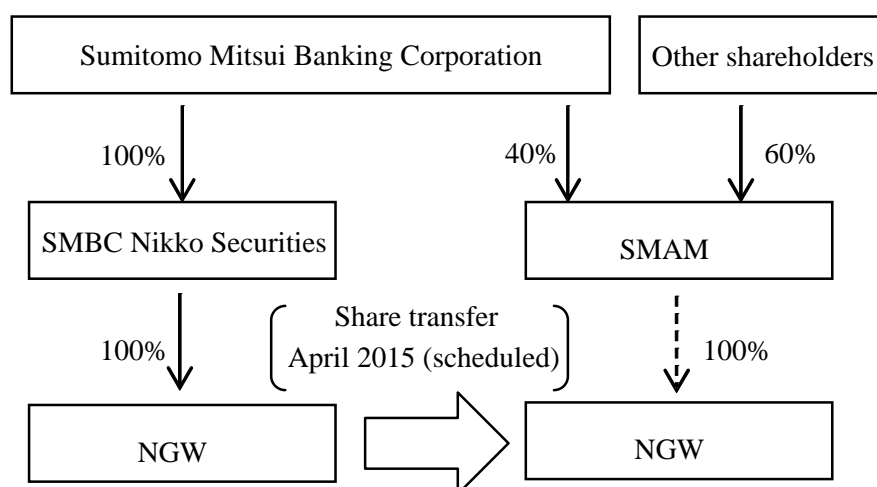 Sumitomo Mitsui Banking Corporation
Other shareholders
100%
40%
60%
SMBC Nikko Securities
SMAM
100%
Share transfer
April 2015 (scheduled)
100%
NGW
NGW